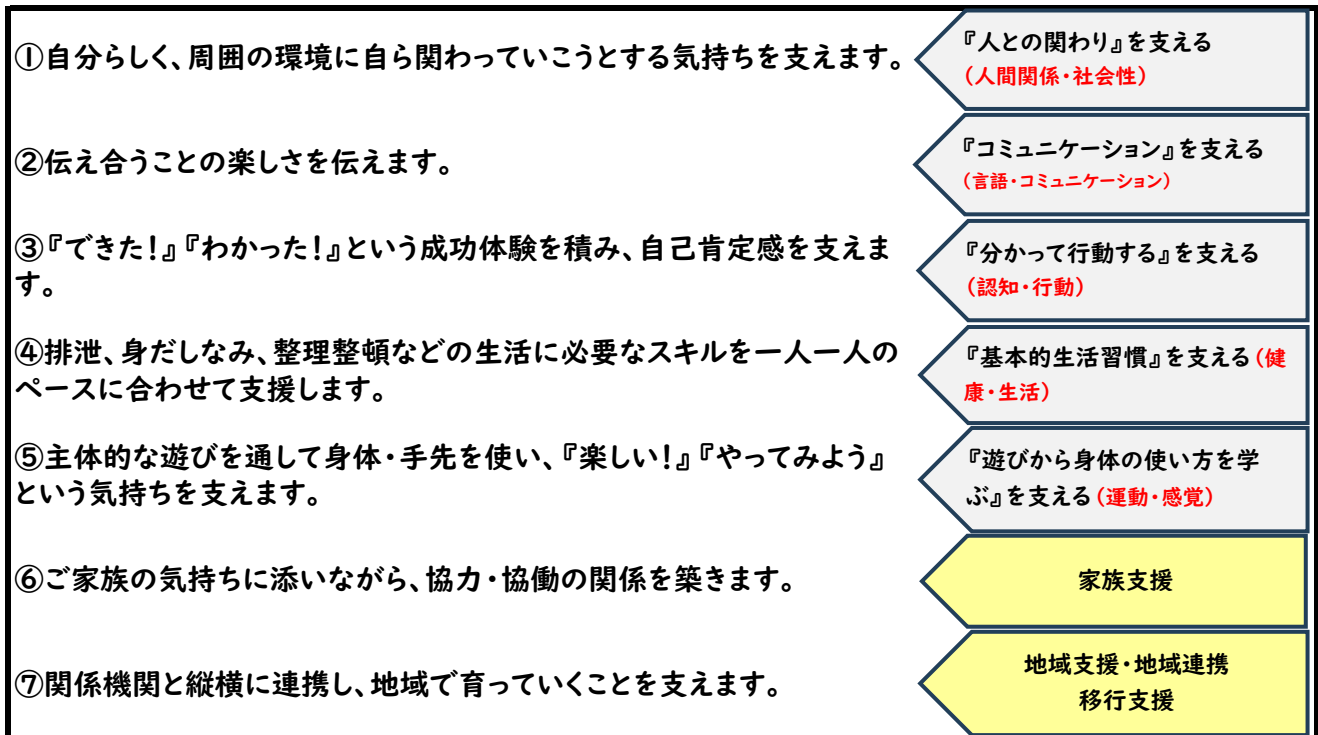 ①自分らしく、周囲の環境に自ら関わっていこうとする気持ちを支えます。
『人との関わり』を支える
(人間関係・社会性)
②伝え合うことの楽しさを伝えます。
『コミュニケーション』を支える
(言語・コミュニケーション)
③『できた!』『わかった!』という成功体験を積み、自己肯定感を支えま
す。
『分かって行動する』を支える
(認知・行動)
④排泄、身だしなみ、整理整頓などの生活に必要なスキルを一人一人の
ペースに合わせて支援します。
『基本的生活習慣』を支える(健
康・生活)
⑤主体的な遊びを通して身体・手先を使い、『楽しい!』『やってみよう』
という気持ちを支えます。
『遊びから身体の使い方を学
ぶ』を支える(運動・感覚)
⑥ご家族の気持ちに添いながら、協力・協働の関係を築きます。
家族支援
⑦関係機関と縦横に連携し、地域で育っていくことを支えます。
地域支援・地域連携
移行支援